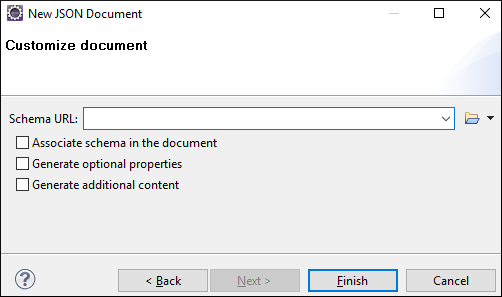 New JSON Document
Customize document
Schema URL:
Associate schema in the document
Generate optional properties
Generate additional content
? < Back Next > Finish Cancel